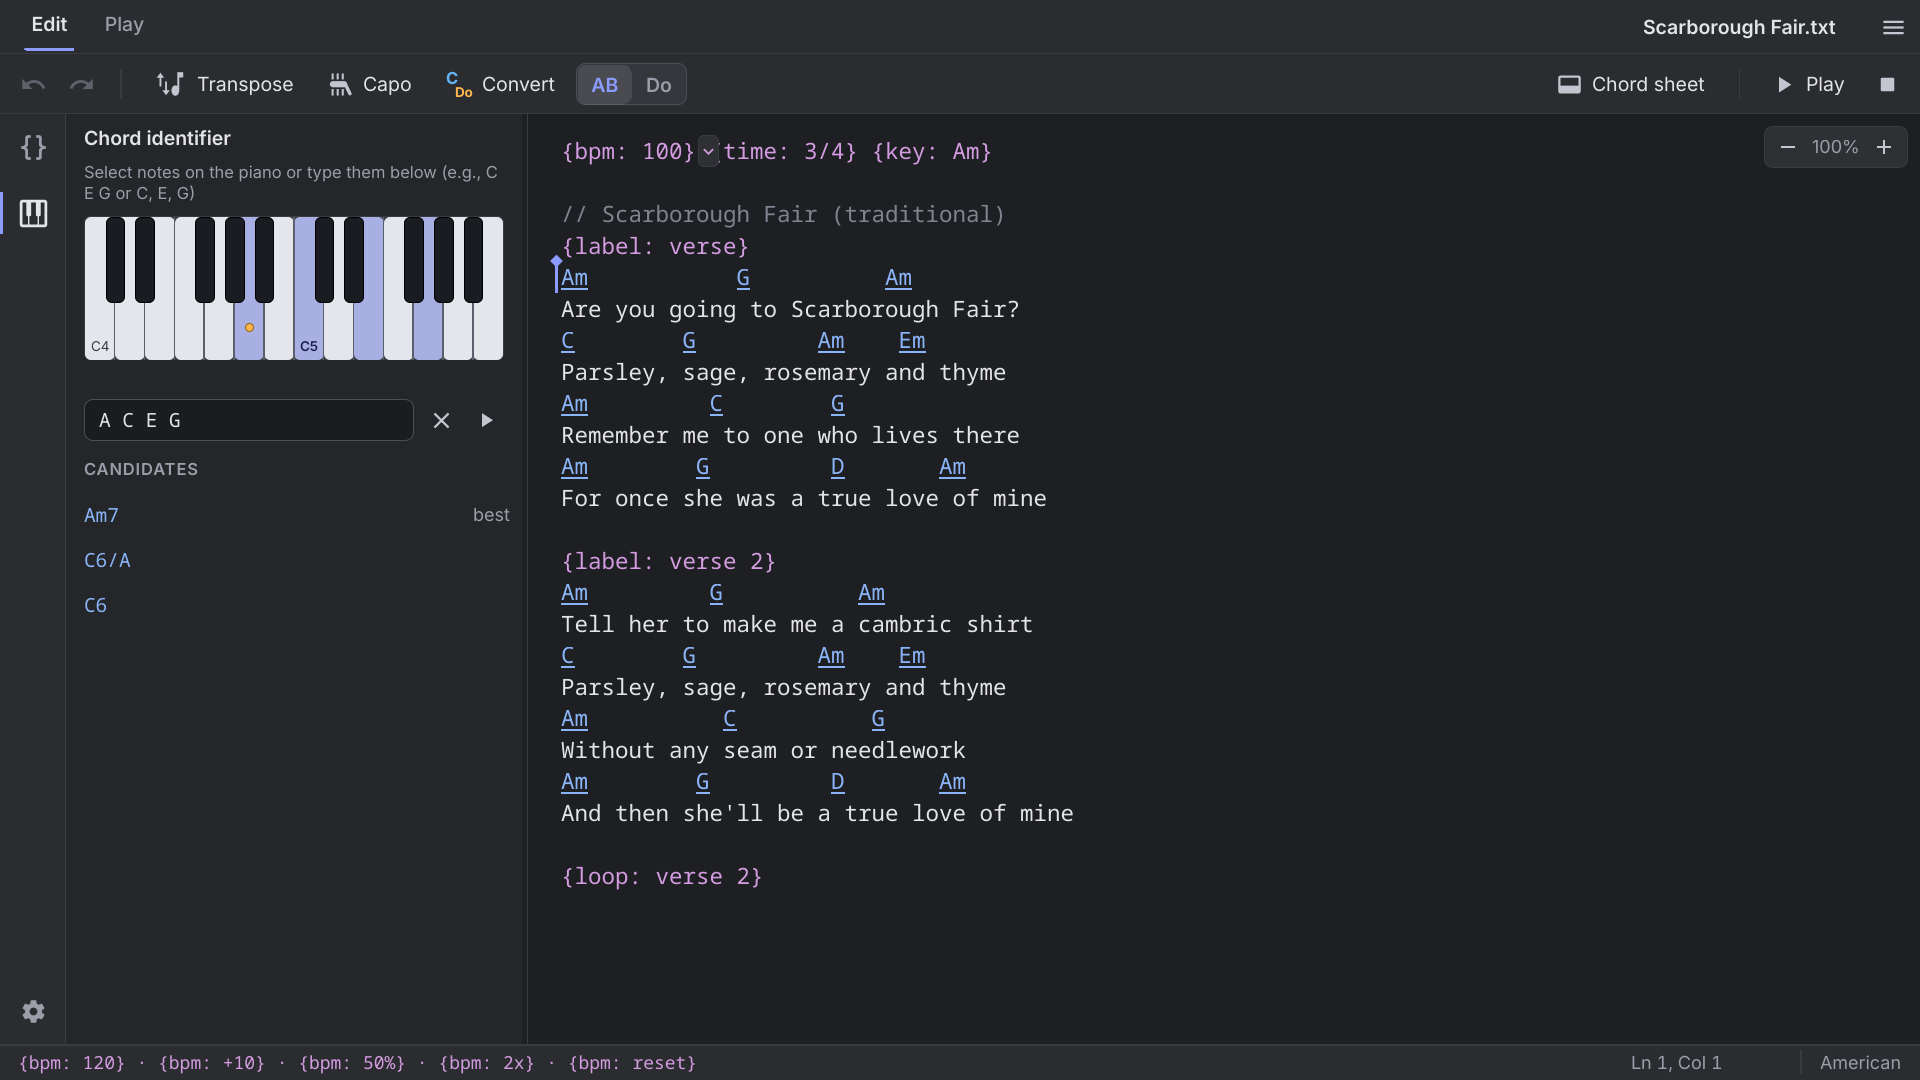 Edit Play Scarborough Fair.txt
Transpose Capo C Do Convert AB Do Chord sheet Play
Chord identifier
Select notes on the piano or type them below (e.g., C
E G or C, E, G)
C4 C5
A C E G
CANDIDATES
Am7 best
C6/A
C6
{bpm: 100} time: 3/4} {key: Am}
100%
// Scarborough Fair (traditional)
{label: verse}
Am G Am
Are you going to Scarborough Fair?
C G Am Em
Parsley, sage, rosemary and thyme
Am C G
Remember me to one who lives there
Am G D Am
For once she was a true love of mine
{label: verse 2}
Am G Am
Tell her to make me a cambric shirt
C G Am Em
Parsley, sage, rosemary and thyme
Am C G
Without any seam or needlework
Am G D Am
And then she'll be a true love of mine
{loop: verse 2}
{bpm: 120} · {bpm: +10} · {bpm: 50%} · {bpm: 2x} · {bpm: reset}
Ln 1, Col 1 American